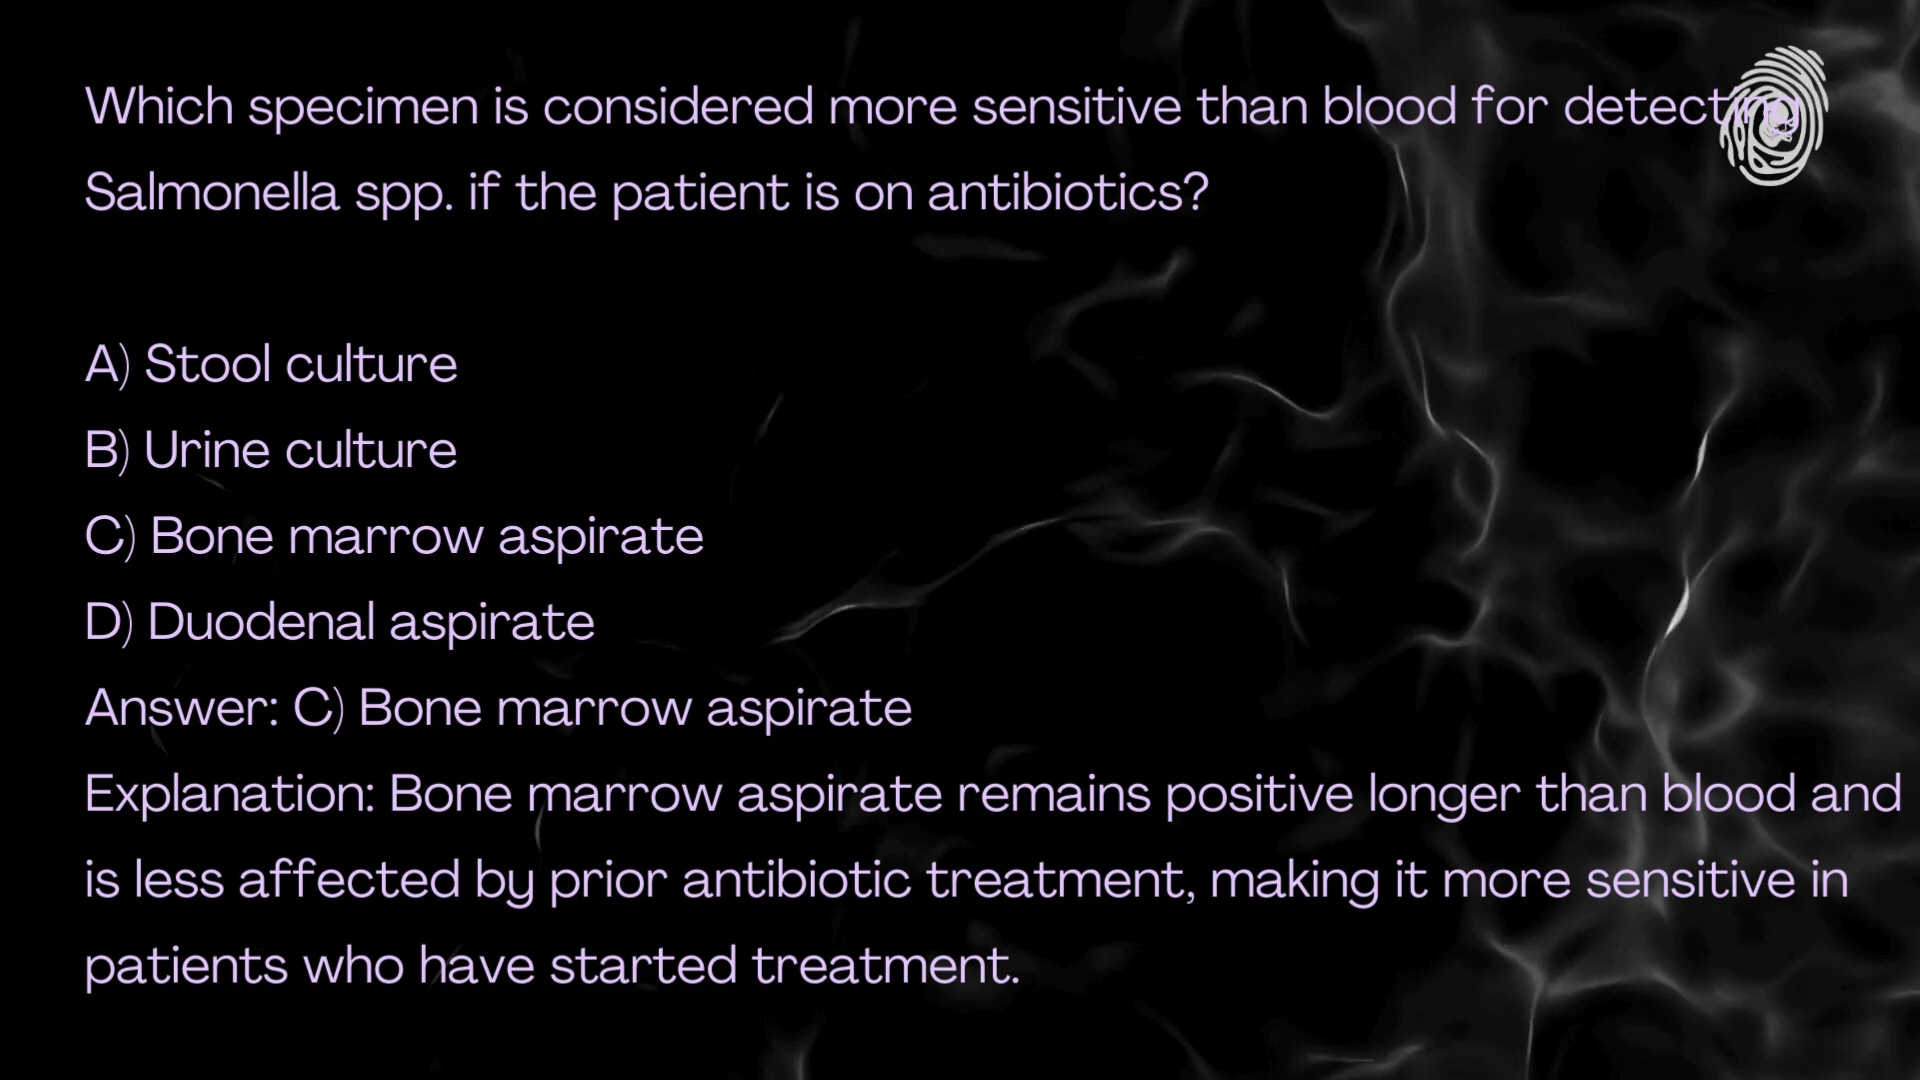 Which specimen is considered more sensitive than blood for detecting
Salmonella spp. if the patient is on antibiotics?
A) Stool culture
B) Urine culture
C) Bone marrow aspirate
D) Duodenal aspirate
Answer: C) Bone marrow aspirate
Explanation: Bone marrow aspirate remains positive longer than blood and
is less affected by prior antibiotic treatment, making it more sensitive in
patients who have started treatment.